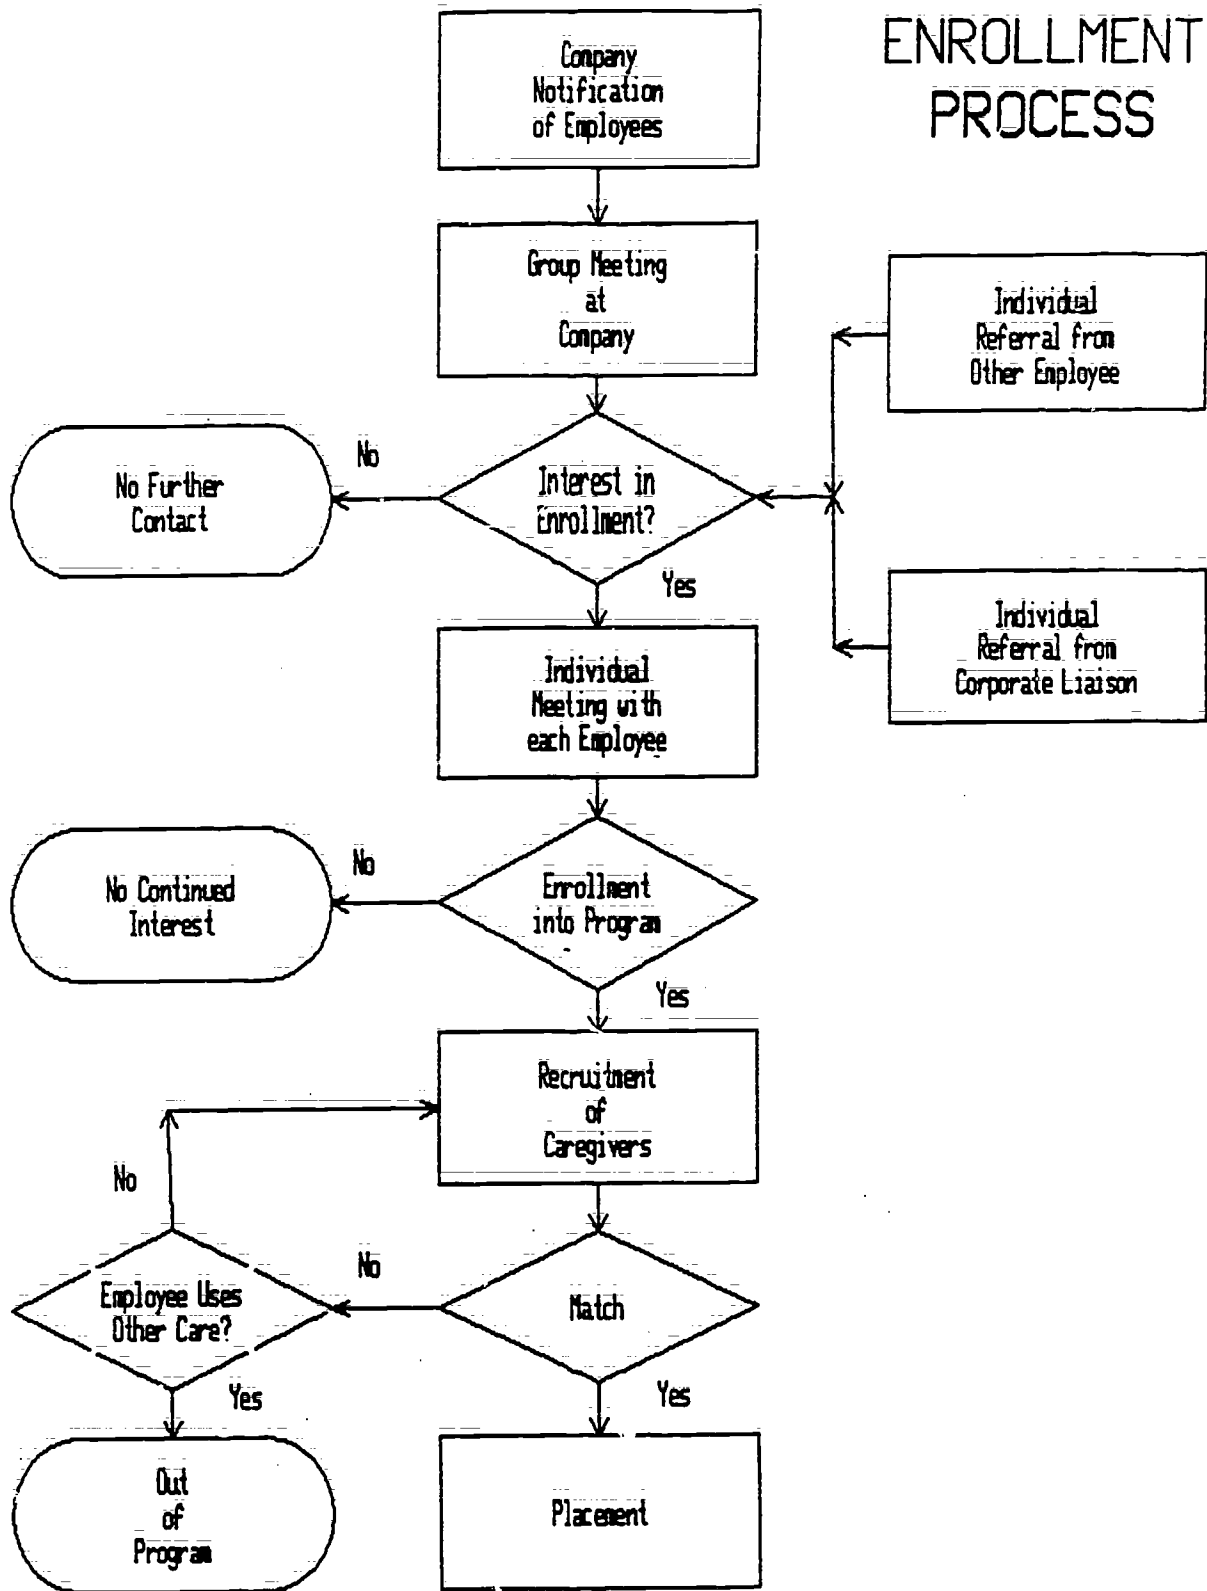 ENROLLMENT
PROCESS
Company
Notification
of Employees
Group Meeting
at
Company
Individual
Referral from
Other Employee
No
No Further
Contact
Interest in
Enrollment?
Yes
Individual
Referral from
Corporate Liaison
Individual
Meeting with
each Employee
No
No Continued
Interest
Enrollment
into Program
Yes
Recruitment
of
Caregivers
No
No
Employee Uses
Other Care?
Match
Yes
Yes
Out
of
Program
Placement